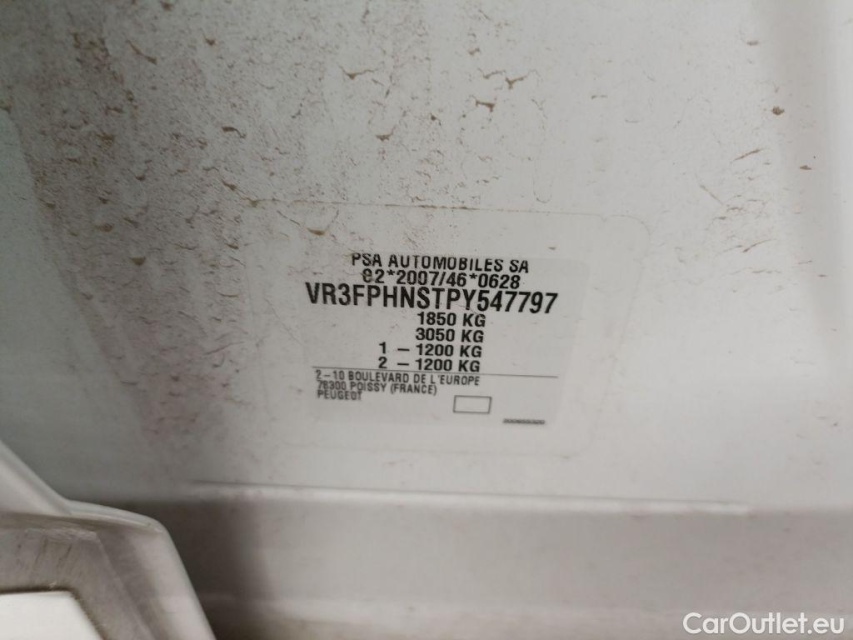 PSA AUTOMOBILES SA
e2*2007/46*0628
VR3FPHNSTPY547797
1850 KG
3050 KG
1 – 1200 KG
2 – 1200 KG
2–10 BOULEVARD DE L'EUROPE
78300 POISSY (FRANCE)
PEUGEOT
CarOutlet.eu